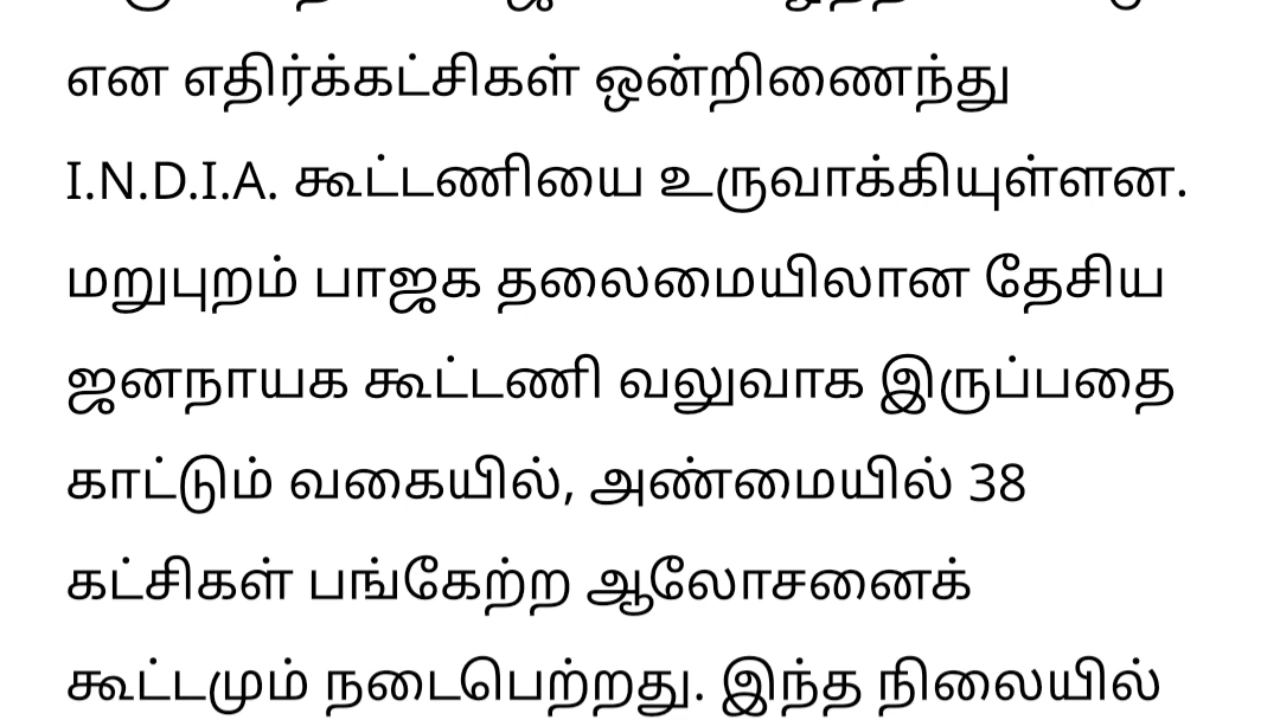 என எதிர்க்கட்சிகள் ஒன்றிணைந்து
I.N.D.I.A. கூட்டணியை உருவாக்கியுள்ளன.
மறுபுறம் பாஜக தலைமையிலான தேசிய
ஜனநாயக கூட்டணி வலுவாக இருப்பதை
காட்டும் வகையில், அண்மையில் 38
கட்சிகள் பங்கேற்ற ஆலோசனைக்
கூட்டமும் நடைபெற்றது. இந்த நிலையில்